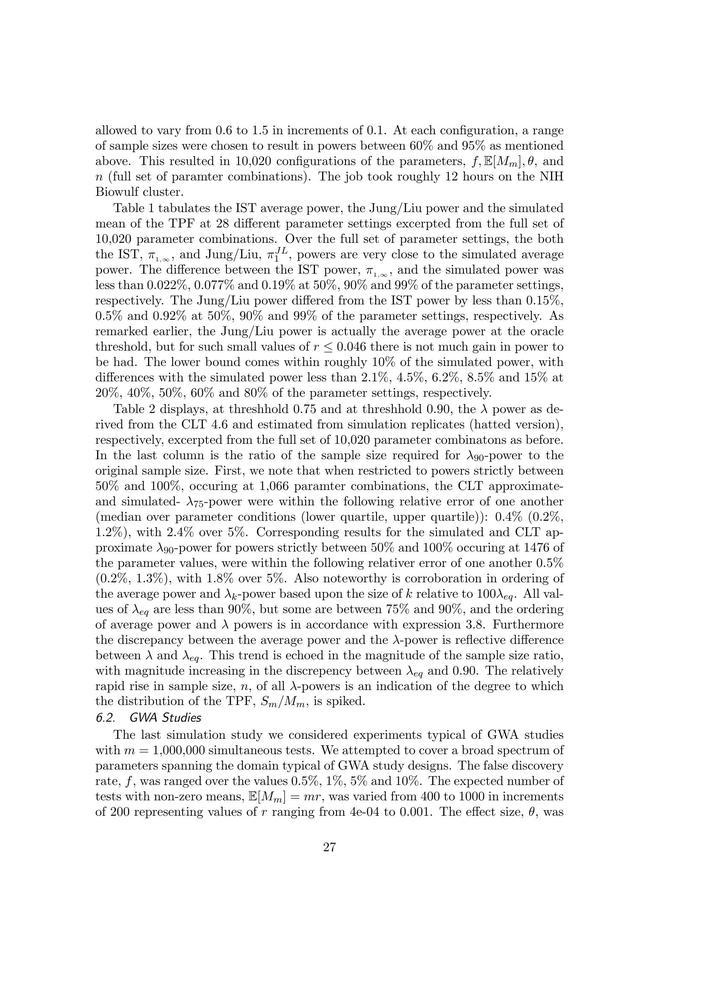 allowed to vary from 0.6 to 1.5 in increments of 0.1. At each configuration, a range
of sample sizes were chosen to result in powers between 60% and 95% as mentioned
above. This resulted in 10,020 configurations of the parameters, f, 𝔼[M_m], θ, and
n (full set of paramter combinations). The job took roughly 12 hours on the NIH
Biowulf cluster.
Table 1 tabulates the IST average power, the Jung/Liu power and the simulated
mean of the TPF at 28 different parameter settings excerpted from the full set of
10,020 parameter combinations. Over the full set of parameter settings, the both
the IST, π_{1,∞}, and Jung/Liu, π_1^{JL}, powers are very close to the simulated average
power. The difference between the IST power, π_{1,∞}, and the simulated power was
less than 0.022%, 0.077% and 0.19% at 50%, 90% and 99% of the parameter settings,
respectively. The Jung/Liu power differed from the IST power by less than 0.15%,
0.5% and 0.92% at 50%, 90% and 99% of the parameter settings, respectively. As
remarked earlier, the Jung/Liu power is actually the average power at the oracle
threshold, but for such small values of r ≤ 0.046 there is not much gain in power to
be had. The lower bound comes within roughly 10% of the simulated power, with
differences with the simulated power less than 2.1%, 4.5%, 6.2%, 8.5% and 15% at
20%, 40%, 50%, 60% and 80% of the parameter settings, respectively.
Table 2 displays, at threshhold 0.75 and at threshhold 0.90, the λ power as de-
rived from the CLT 4.6 and estimated from simulation replicates (hatted version),
respectively, excerpted from the full set of 10,020 parameter combinatons as before.
In the last column is the ratio of the sample size required for λ_{90}-power to the
original sample size. First, we note that when restricted to powers strictly between
50% and 100%, occuring at 1,066 paramter combinations, the CLT approximate-
and simulated- λ_{75}-power were within the following relative error of one another
(median over parameter conditions (lower quartile, upper quartile)): 0.4% (0.2%,
1.2%), with 2.4% over 5%. Corresponding results for the simulated and CLT ap-
proximate λ_{90}-power for powers strictly between 50% and 100% occuring at 1476 of
the parameter values, were within the following relativer error of one another 0.5%
(0.2%, 1.3%), with 1.8% over 5%. Also noteworthy is corroboration in ordering of
the average power and λ_k-power based upon the size of k relative to 100λ_{eq}. All val-
ues of λ_{eq} are less than 90%, but some are between 75% and 90%, and the ordering
of average power and λ powers is in accordance with expression 3.8. Furthermore
the discrepancy between the average power and the λ-power is reflective difference
between λ and λ_{eq}. This trend is echoed in the magnitude of the sample size ratio,
with magnitude increasing in the discrepency between λ_{eq} and 0.90. The relatively
rapid rise in sample size, n, of all λ-powers is an indication of the degree to which
the distribution of the TPF, S_m/M_m, is spiked.
6.2. GWA Studies
The last simulation study we considered experiments typical of GWA studies
with m = 1,000,000 simultaneous tests. We attempted to cover a broad spectrum of
parameters spanning the domain typical of GWA study designs. The false discovery
rate, f, was ranged over the values 0.5%, 1%, 5% and 10%. The expected number of
tests with non-zero means, 𝔼[M_m] = mr, was varied from 400 to 1000 in increments
of 200 representing values of r ranging from 4e-04 to 0.001. The effect size, θ, was
27